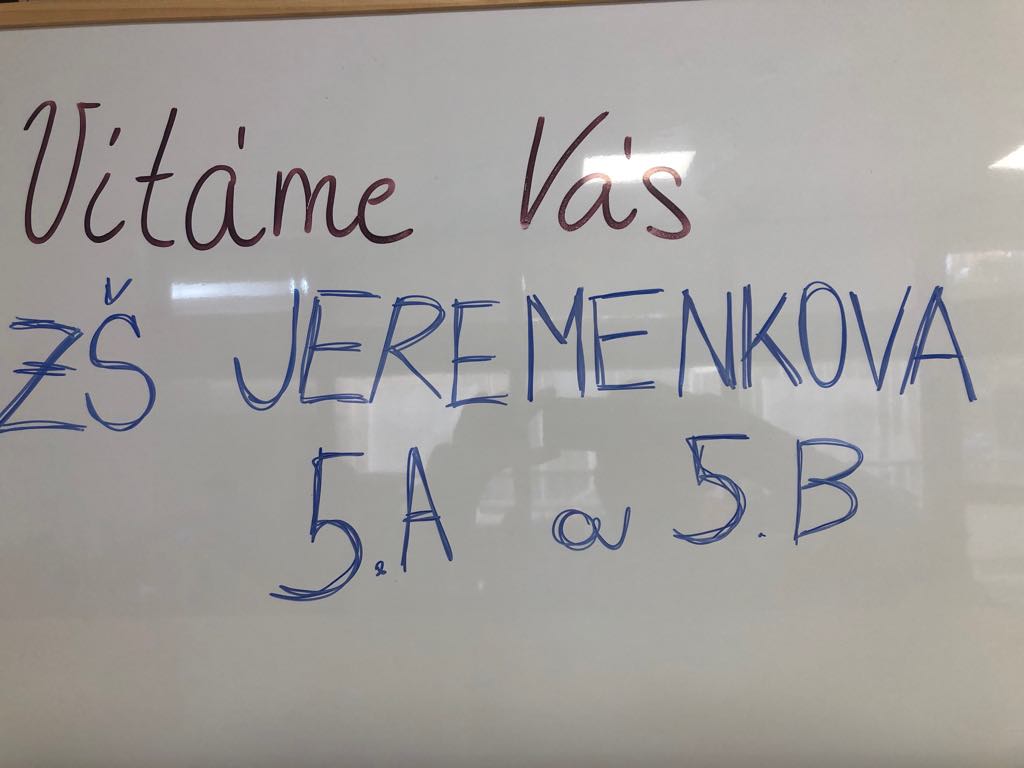 Vítáme Vás
ZŠ JEREMENKOVA
5.A a 5.B